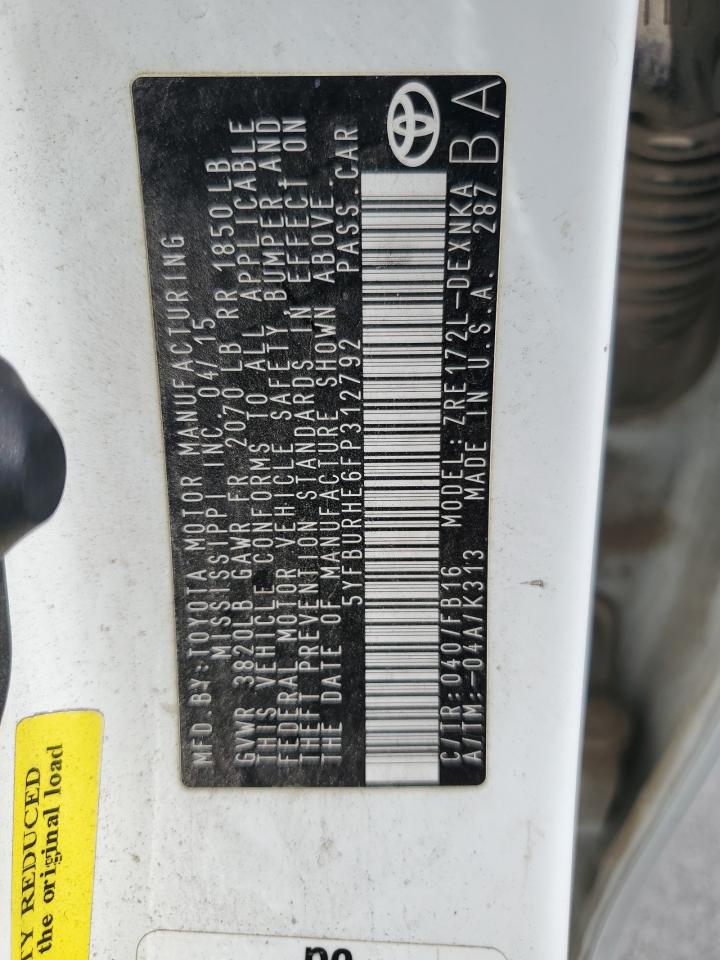 MFD BY: TOYOTA MOTOR MANUFACTURING
MISSISSIPPI INC. 04/15
GVWR 3820LB GAWR FR 2070 LB RR 1850 LB
THIS VEHICLE CONFORMS TO ALL APPLICABLE
FEDERAL MOTOR VEHICLE SAFETY, BUMPER AND
THEFT PREVENTION STANDARDS IN EFFECT ON
THE DATE OF MANUFACTURE SHOWN ABOVE.
5YFBURHE6FP312792 PASS. CAR
C/TR: 040/FB16 MODEL: ZRE172L-DEXNKA
A/TM: -04A/K313 MADE IN U.S.A. 287 BA
REDUCED
the original load